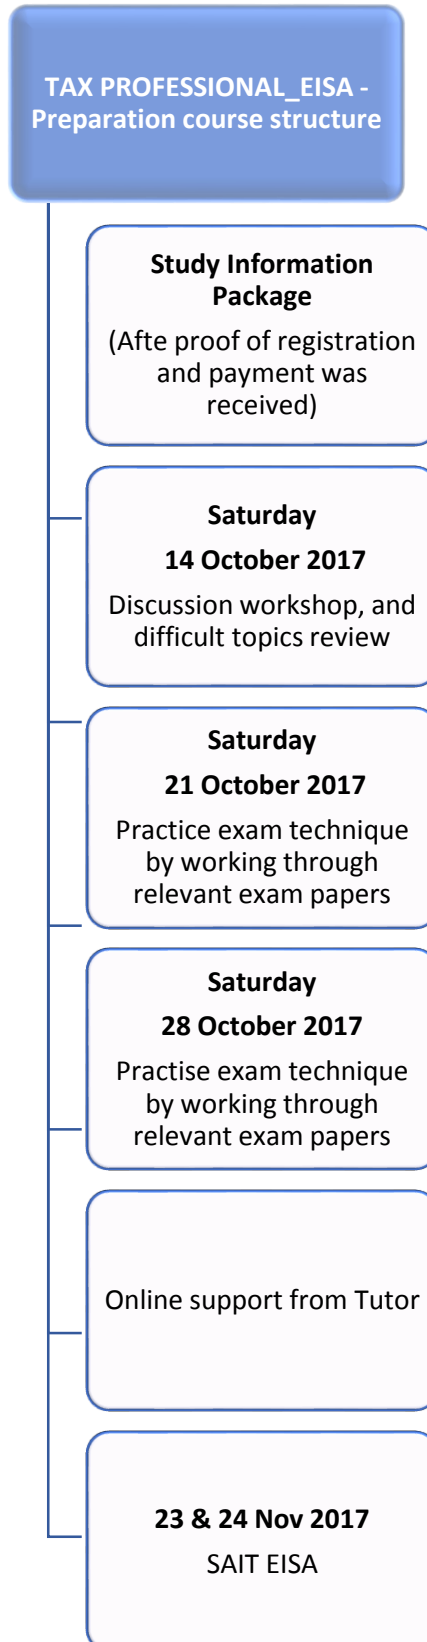 TAX PROFESSIONAL_EISA -
Preparation course structure
Study Information
Package
(Afte proof of registration
and payment was
received)
Saturday
14 October 2017
Discussion workshop, and
difficult topics review
Saturday
21 October 2017
Practice exam technique
by working through
relevant exam papers
Saturday
28 October 2017
Practise exam technique
by working through
relevant exam papers
Online support from Tutor
23 & 24 Nov 2017
SAIT EISA